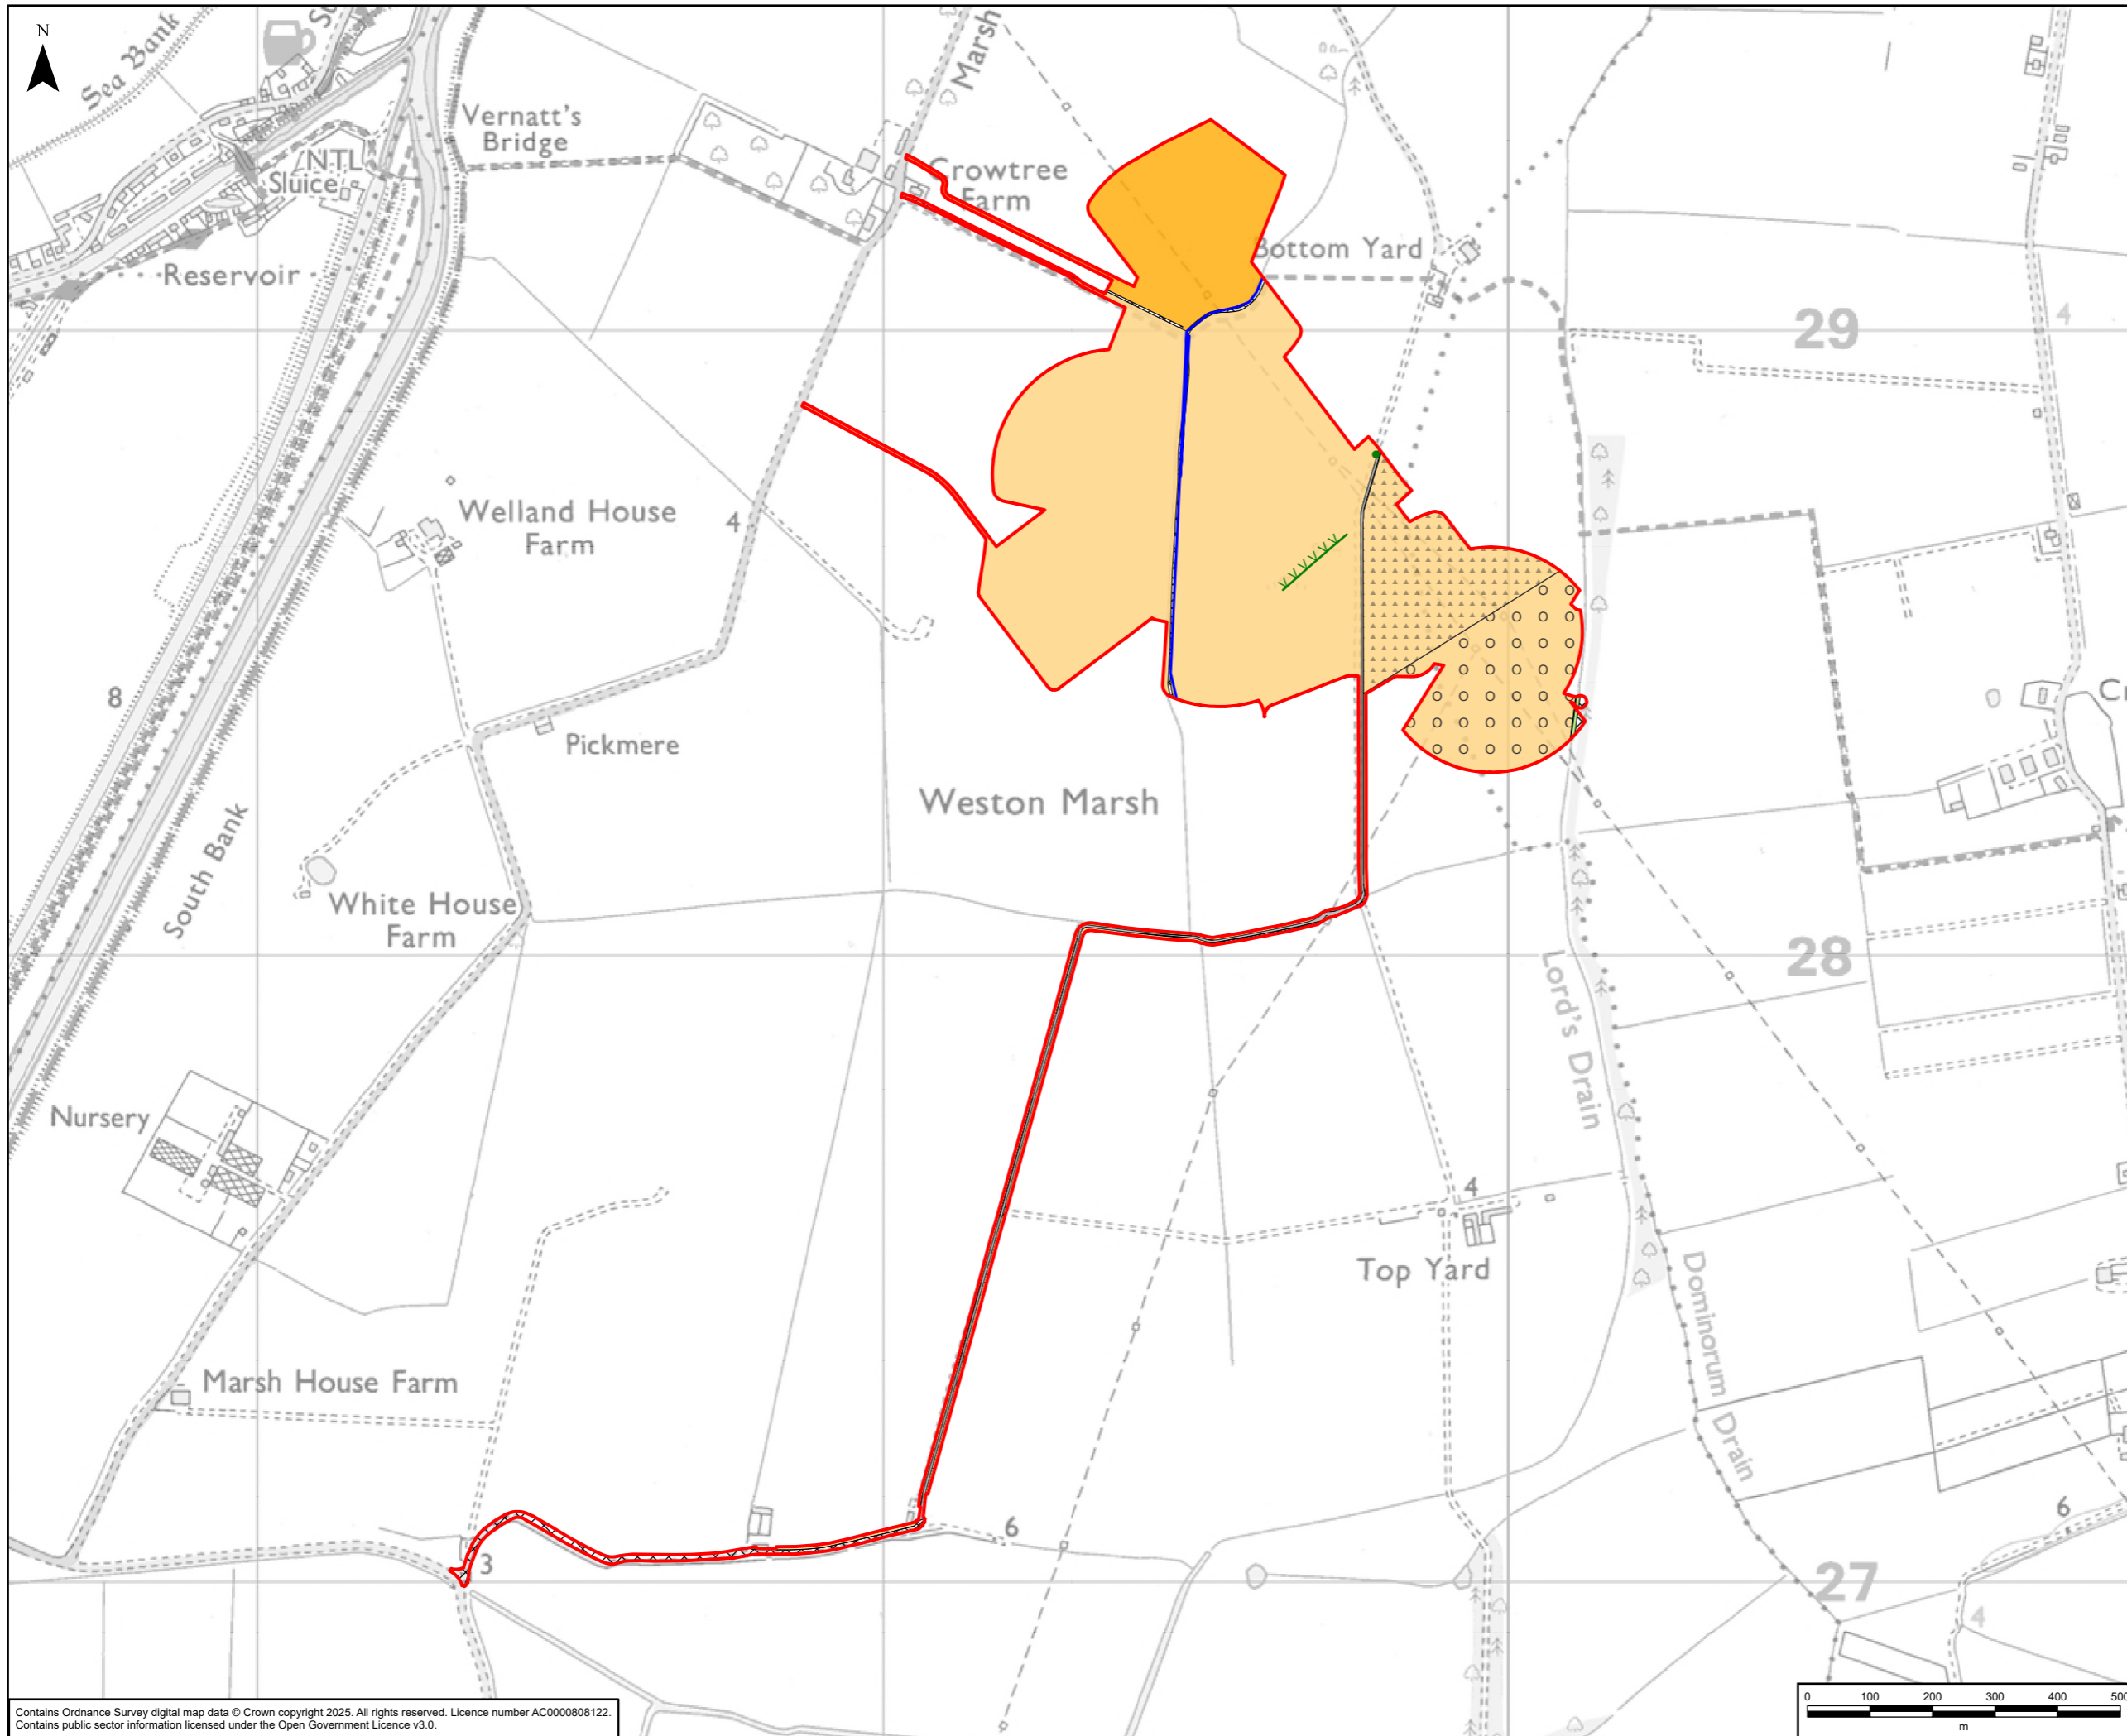 N
Sea Bank
Marsh
Vernatt's
Bridge
NTL
Sluice
Crowtree
Farm
Reservoir
Bottom Yard
29
4
Welland House
Farm
4
8
Pickmere
South Bank
Weston Marsh
White House
Farm
28
Lord's Drain
Nursery
4
Top Yard
Dominorum Drain
Marsh House Farm
6
6
3
27
4
0 100 200 300 400 500
m
Contains Ordnance Survey digital map data © Crown copyright 2025. All rights reserved. Licence number AC0000808122.
Contains public sector information licensed under the Open Government Licence v3.0.